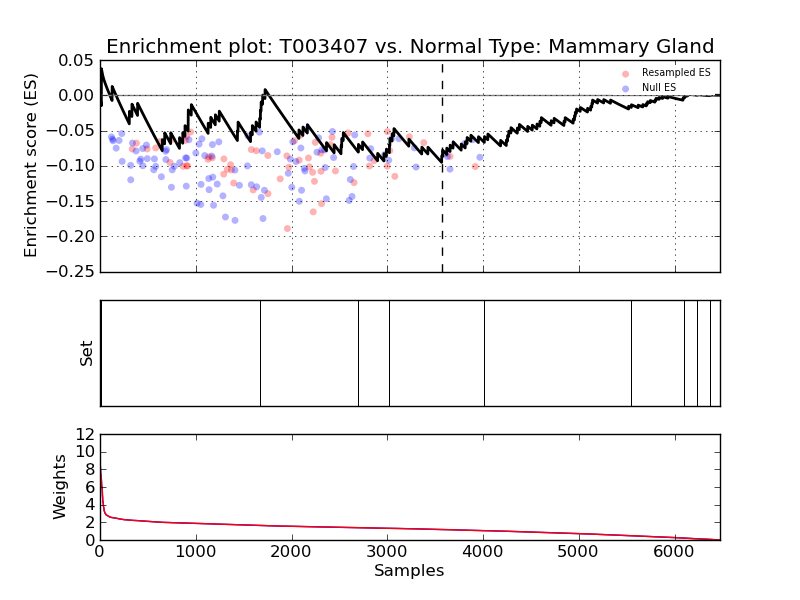 Enrichment plot: T003407 vs. Normal Type: Mammary Gland
Enrichment score (ES)
0.05
0.00
−0.05
−0.10
−0.15
−0.20
−0.25
Resampled ES
Null ES
Set
Weights
12
10
8
6
4
2
0
0 1000 2000 3000 4000 5000 6000
Samples